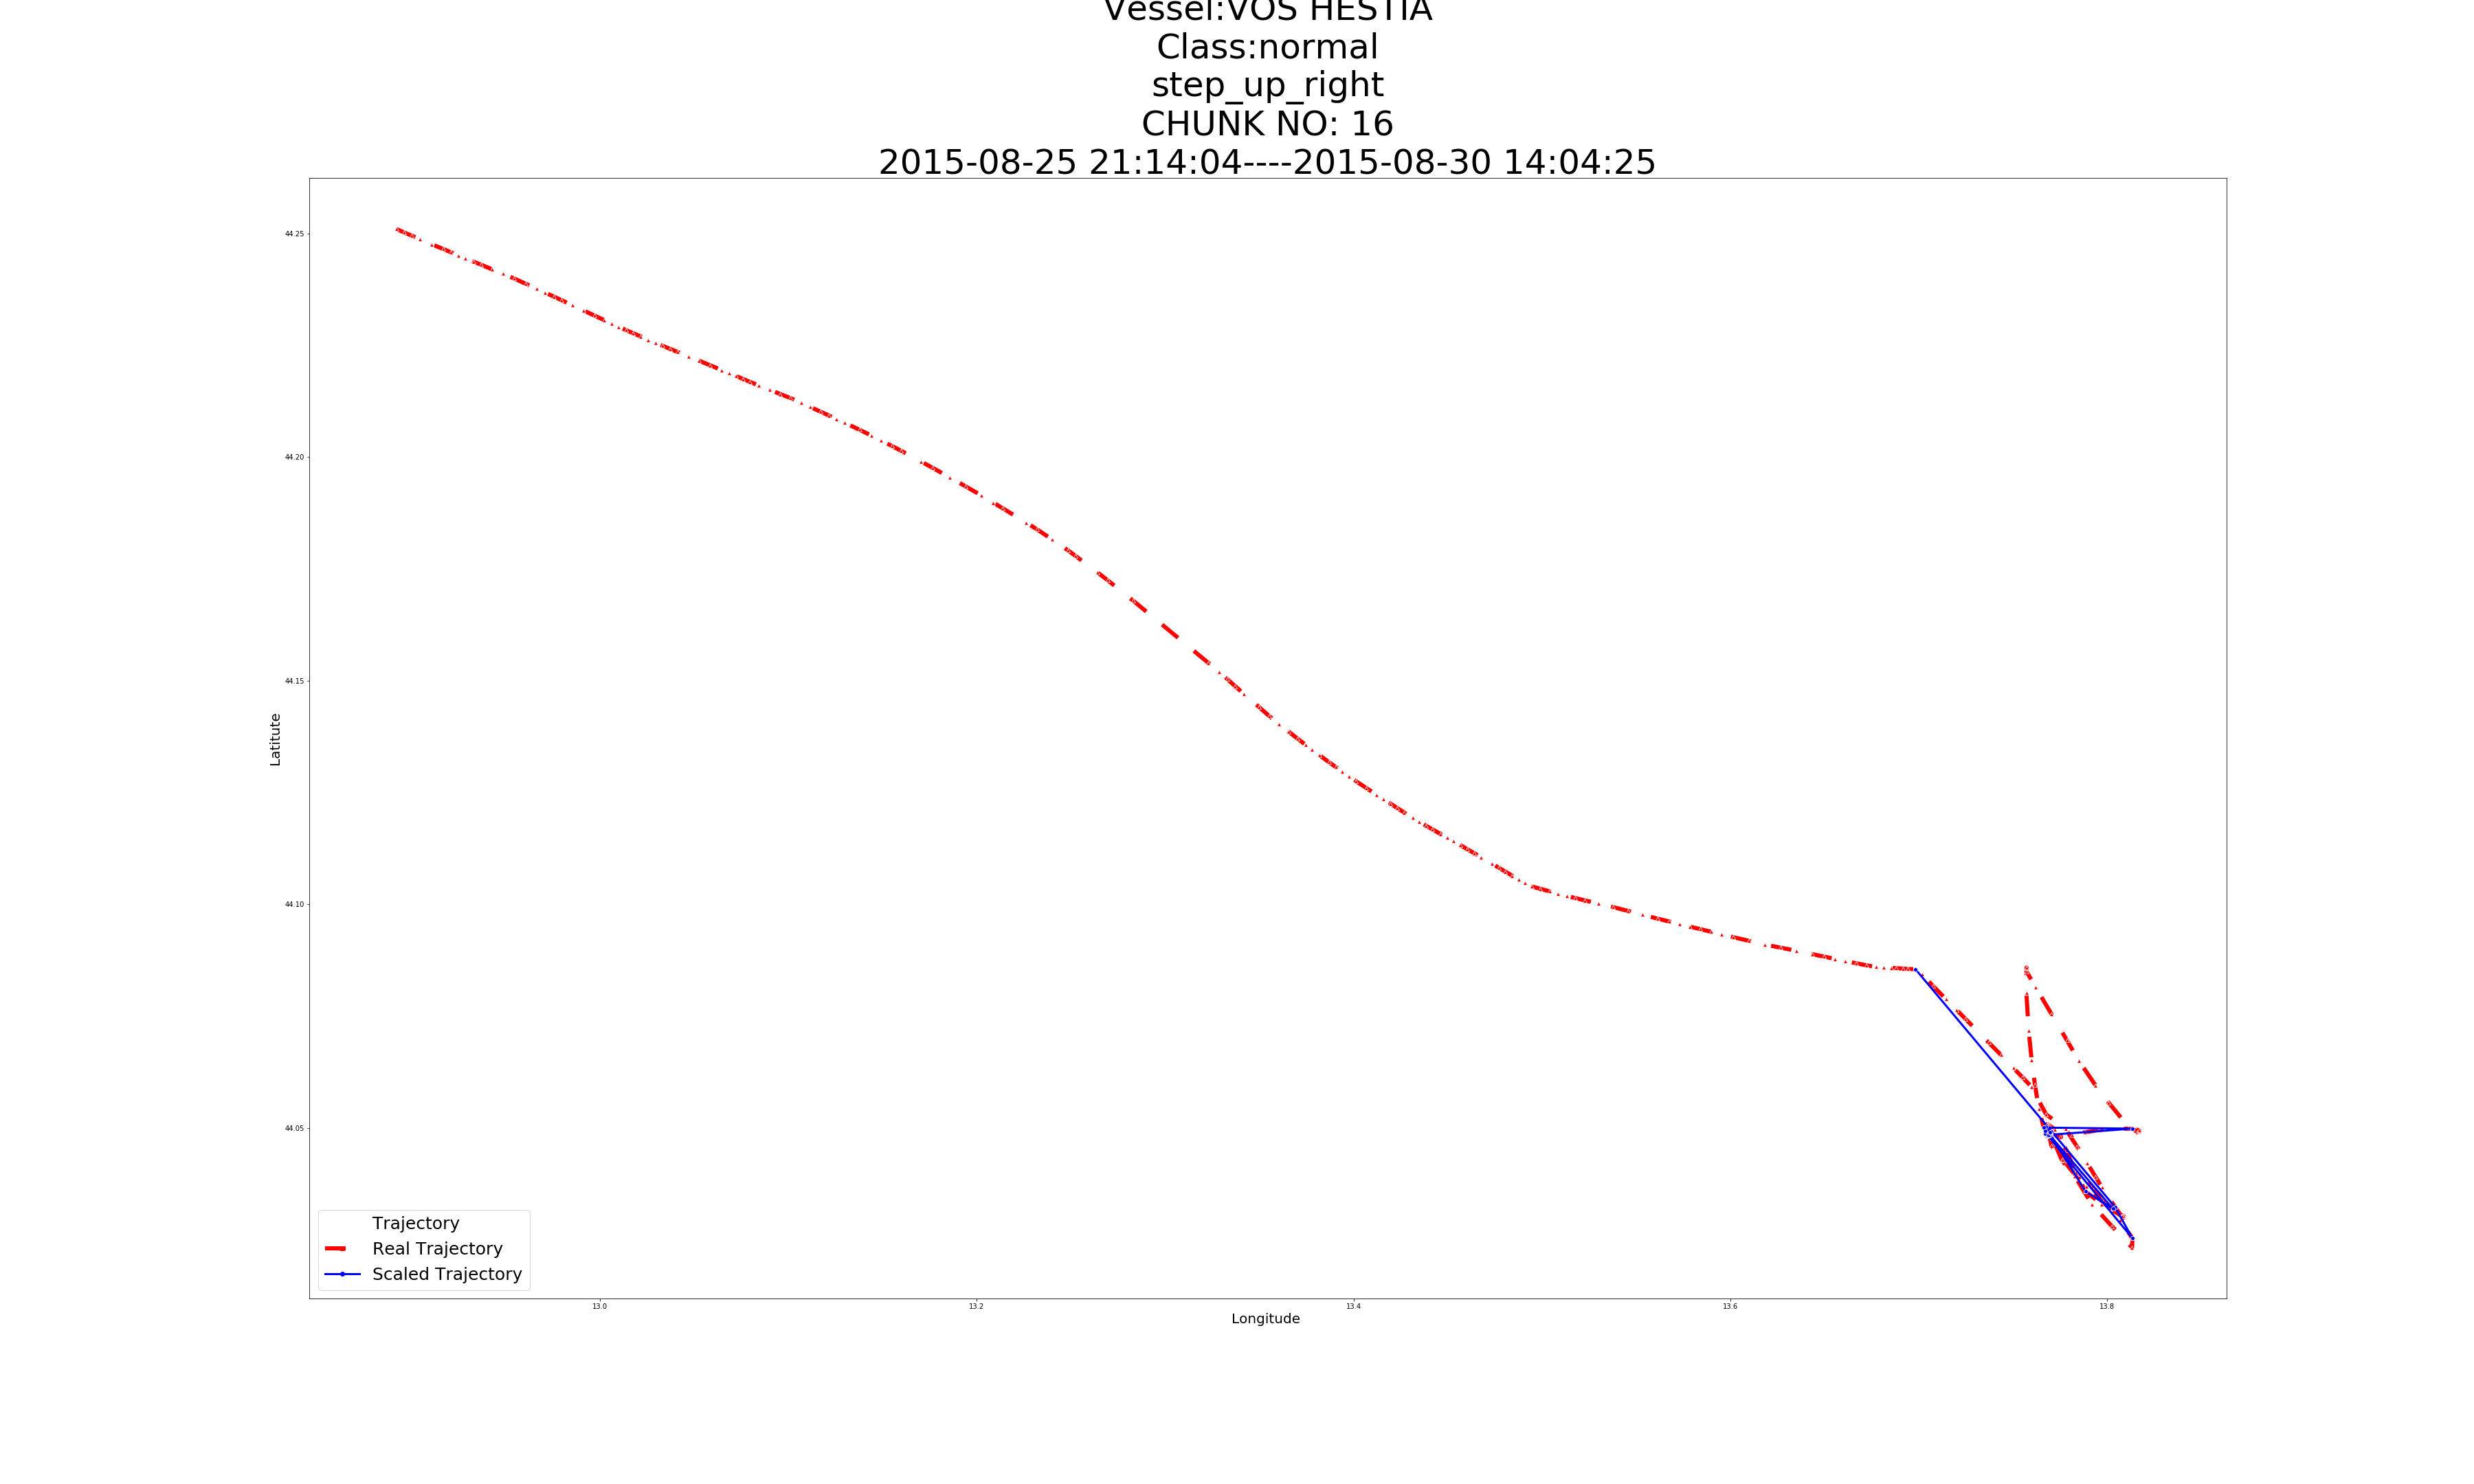 Vessel:VOS HESTIA
Class:normal
step_up_right
CHUNK NO: 16
2015-08-25 21:14:04----2015-08-30 14:04:25
44.25
44.20
44.15
44.10
44.05
Latitute
Trajectory
Real Trajectory
Scaled Trajectory
13.0
13.2
13.4
13.6
13.8
Longitude